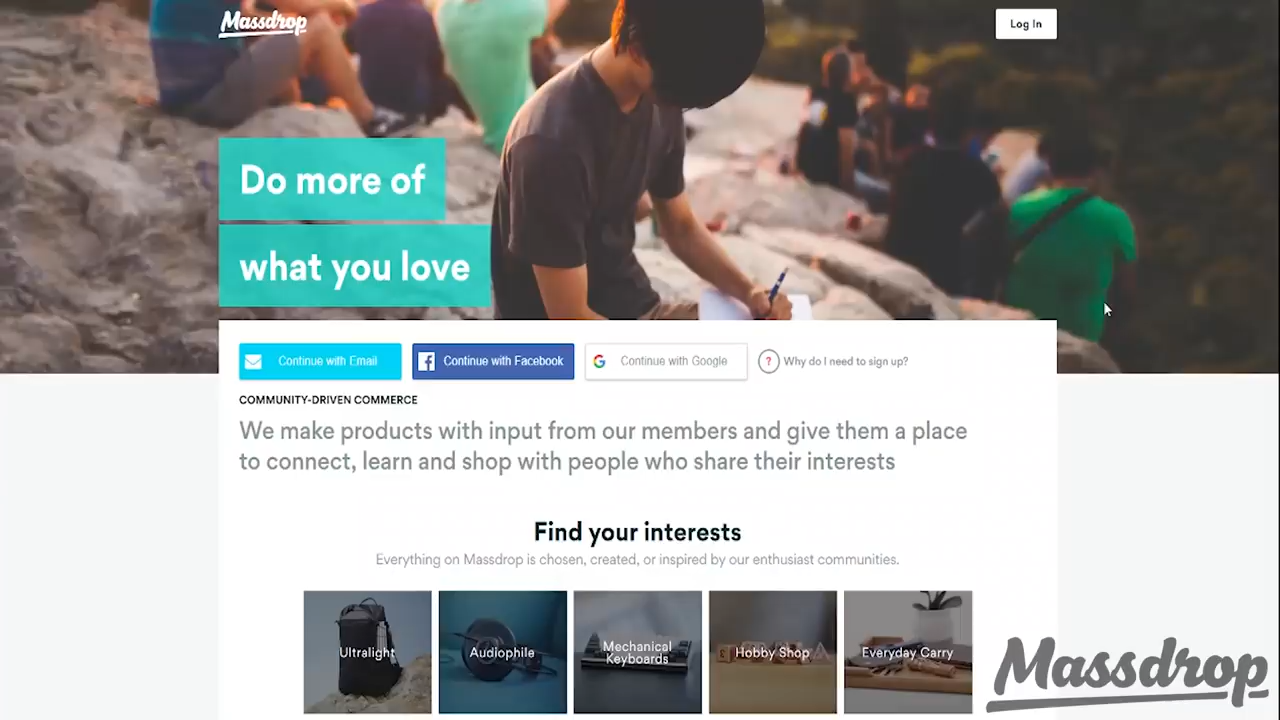 Massdrop
Log In
Do more of
what you love
Continue with Email
Continue with Facebook
Continue with Google
? Why do I need to sign up?
COMMUNITY-DRIVEN COMMERCE
We make products with input from our members and give them a place
to connect, learn and shop with people who share their interests
Find your interests
Everything on Massdrop is chosen, created, or inspired by our enthusiast communities.
Ultralight
Audiophile
Mechanical
Keyboards
Hobby Shop
Everyday Carry
Massdrop